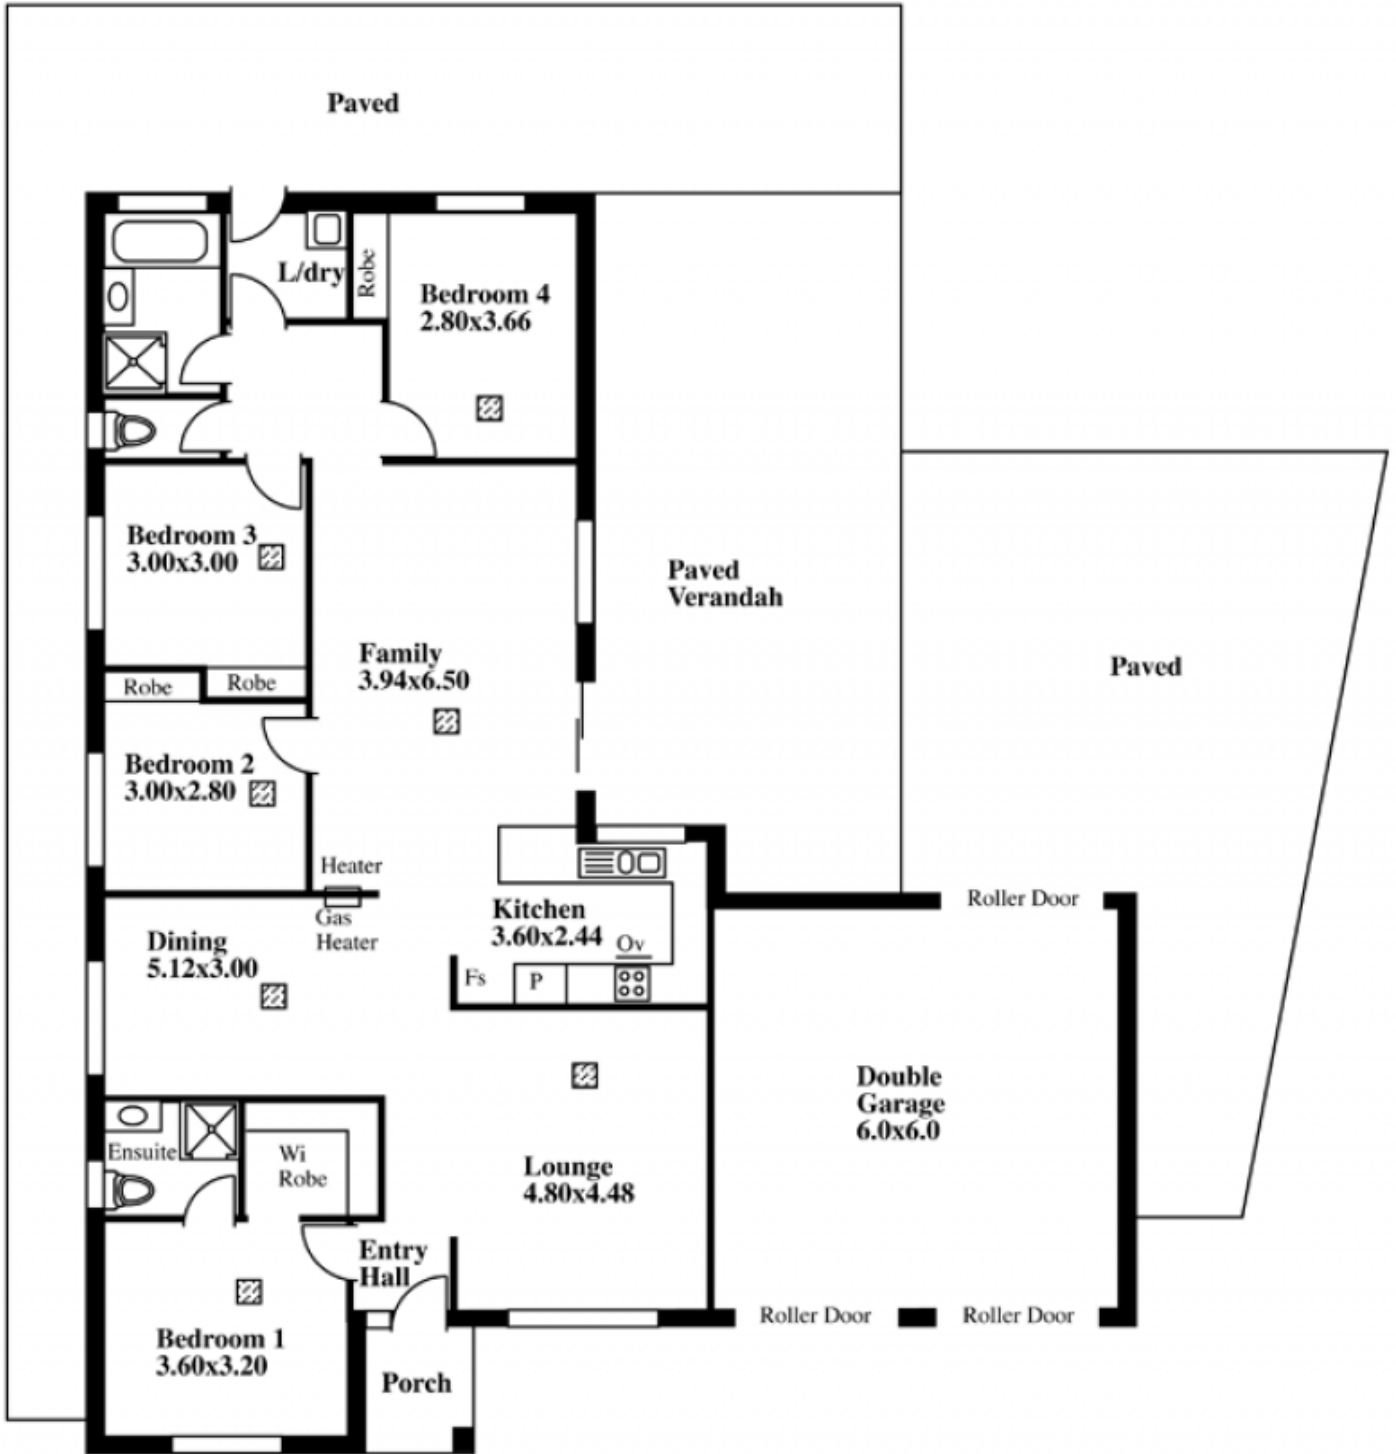 Paved
L/dry
Robe
Bedroom 4
2.80x3.66
Bedroom 3
3.00x3.00
Paved
Verandah
Family
3.94x6.50
Paved
Robe
Robe
Bedroom 2
3.00x2.80
Heater
Gas
Heater
Kitchen
3.60x2.44
Ov
Fs
P
Roller Door
Dining
5.12x3.00
Double
Garage
6.0x6.0
Ensuite
Wi
Robe
Lounge
4.80x4.48
Entry
Hall
Roller Door
Roller Door
Bedroom 1
3.60x3.20
Porch